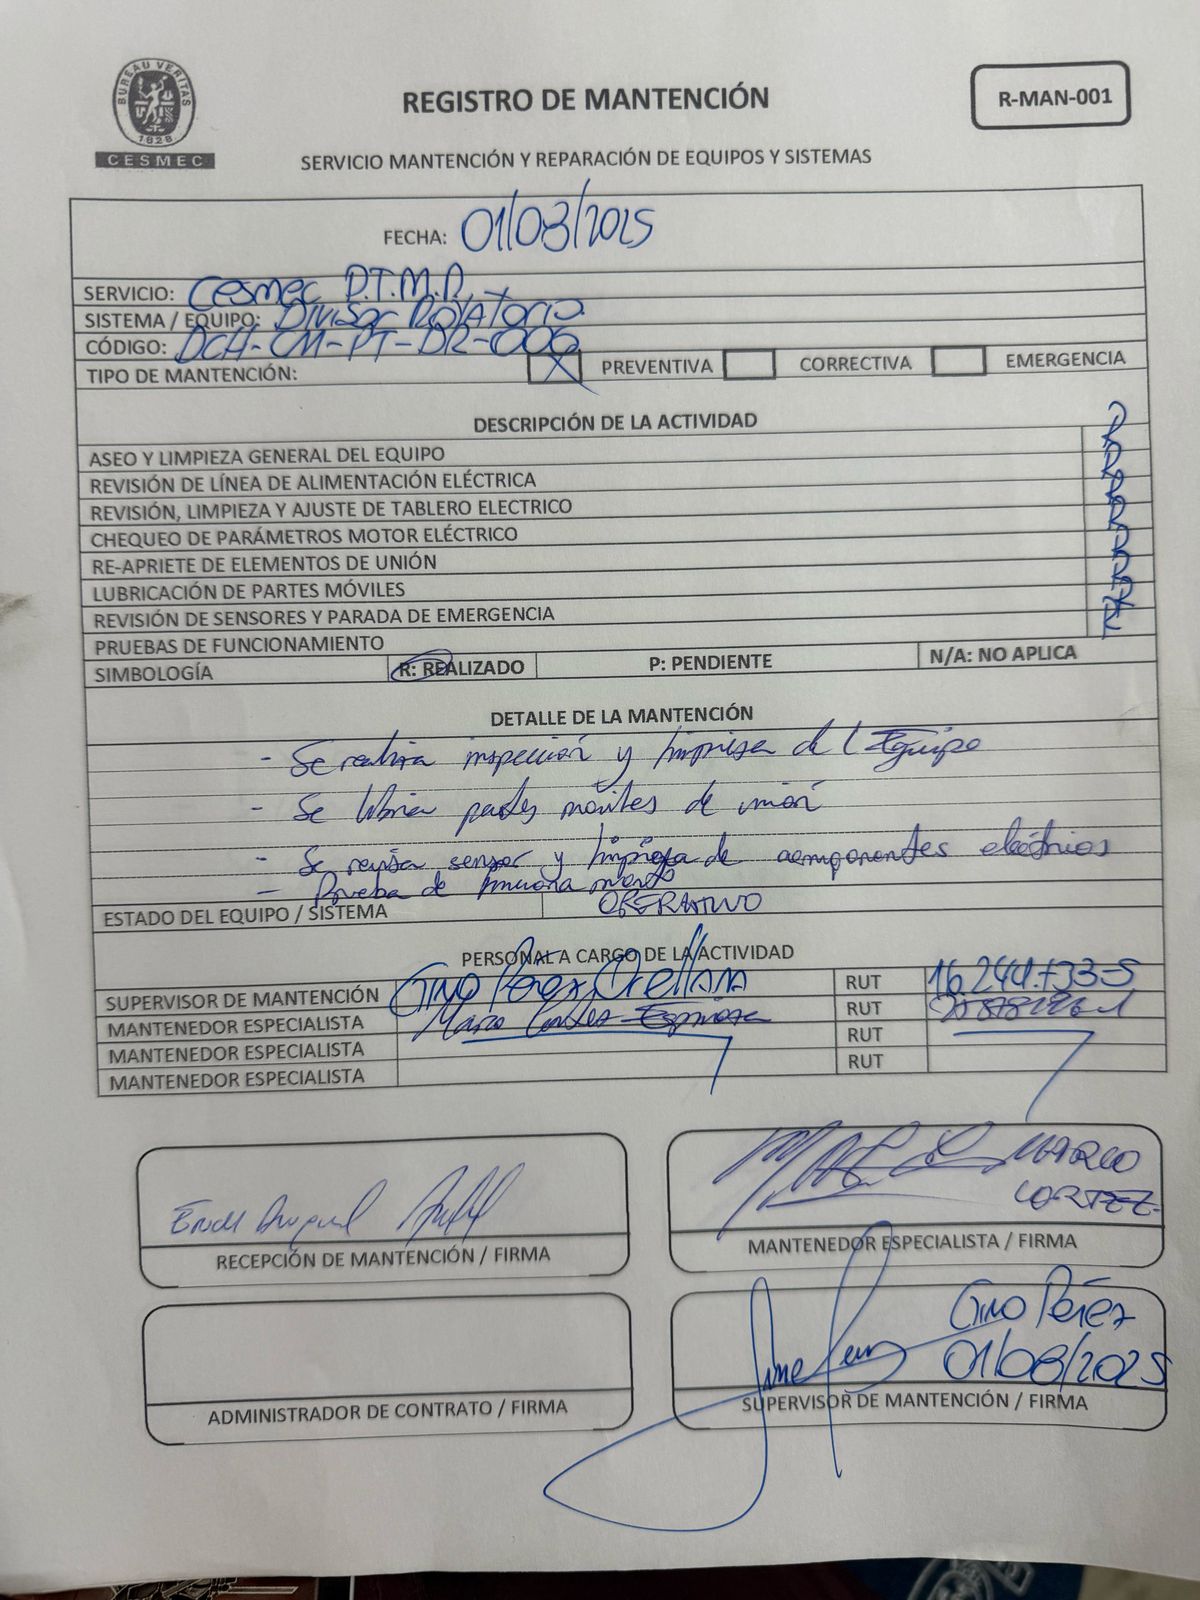 BUREAU VERITAS
1828
CESMEC
REGISTRO DE MANTENCIÓN
R-MAN-001
SERVICIO MANTENCIÓN Y REPARACIÓN DE EQUIPOS Y SISTEMAS
FECHA: 01/08/2025
SERVICIO: Cesmec P.T.M.P.
SISTEMA / EQUIPO: Divisor Rotatorio.
CÓDIGO: DCH-CM-PT-DR-006
TIPO DE MANTENCIÓN: X PREVENTIVA CORRECTIVA EMERGENCIA
DESCRIPCIÓN DE LA ACTIVIDAD
ASEO Y LIMPIEZA GENERAL DEL EQUIPO R
REVISIÓN DE LÍNEA DE ALIMENTACIÓN ELÉCTRICA R
REVISIÓN, LIMPIEZA Y AJUSTE DE TABLERO ELECTRICO R
CHEQUEO DE PARÁMETROS MOTOR ELÉCTRICO R
RE-APRIETE DE ELEMENTOS DE UNIÓN R
LUBRICACIÓN DE PARTES MÓVILES R
REVISIÓN DE SENSORES Y PARADA DE EMERGENCIA R
PRUEBAS DE FUNCIONAMIENTO R
SIMBOLOGÍA R: REALIZADO P: PENDIENTE N/A: NO APLICA
DETALLE DE LA MANTENCIÓN
- Se realiza inspección y limpiesa del Equipo
- Se lubrica partes moviles de unión
- Se revisa sensor y limpiesa de componentes eléctricos
- Prueba de funcionamiento
ESTADO DEL EQUIPO / SISTEMA OPERATIVO
PERSONAL A CARGO DE LA ACTIVIDAD
SUPERVISOR DE MANTENCIÓN Gino Pérez Orellana RUT 16.244.733-5
MANTENEDOR ESPECIALISTA Marco Cortes Espinosa RUT
MANTENEDOR ESPECIALISTA RUT
MANTENEDOR ESPECIALISTA RUT
MARCO
CORTEZ
RECEPCIÓN DE MANTENCIÓN / FIRMA
MANTENEDOR ESPECIALISTA / FIRMA
Gino Pérez
01/08/2025
ADMINISTRADOR DE CONTRATO / FIRMA
SUPERVISOR DE MANTENCIÓN / FIRMA